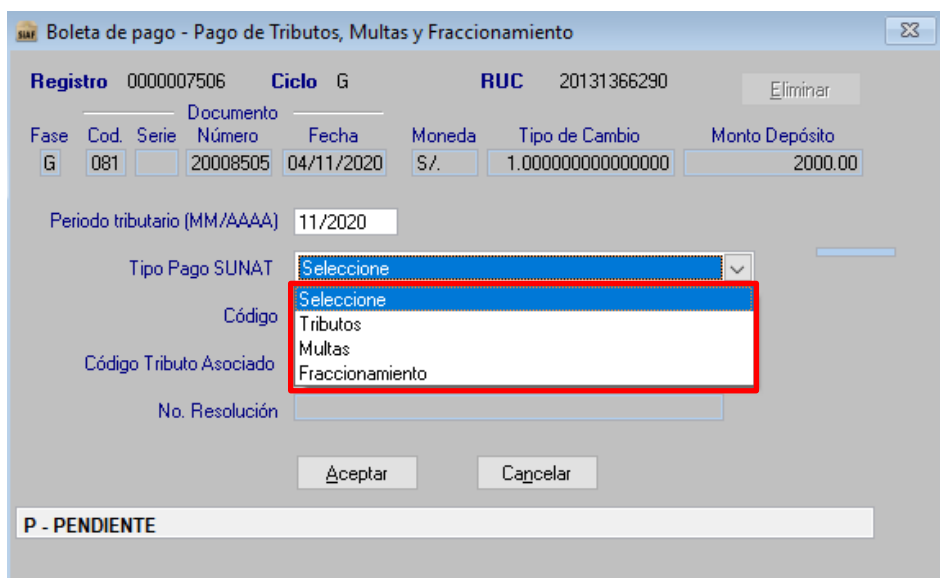 SIAF Boleta de pago - Pago de Tributos, Multas y Fraccionamiento
Registro 0000007506 Ciclo G RUC 20131366290 Eliminar
Documento
Fase Cod. Serie Número Fecha Moneda Tipo de Cambio Monto Depósito
G 081 20008505 04/11/2020 S/. 1.000000000000000 2000.00
Periodo tributario (MM/AAAA) 11/2020
Tipo Pago SUNAT Seleccione
Seleccione
Código
Tributos
Multas
Código Tributo Asociado
Fraccionamiento
No. Resolución
Aceptar Cancelar
P - PENDIENTE